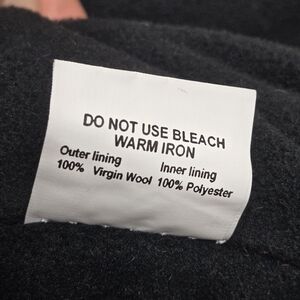 DO NOT USE BLEACH
WARM IRON
Outer lining Inner lining
100% Virgin Wool 100% Polyester